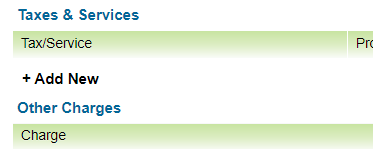 Taxes & Services
Tax/Service
+ Add New
Other Charges
Charge